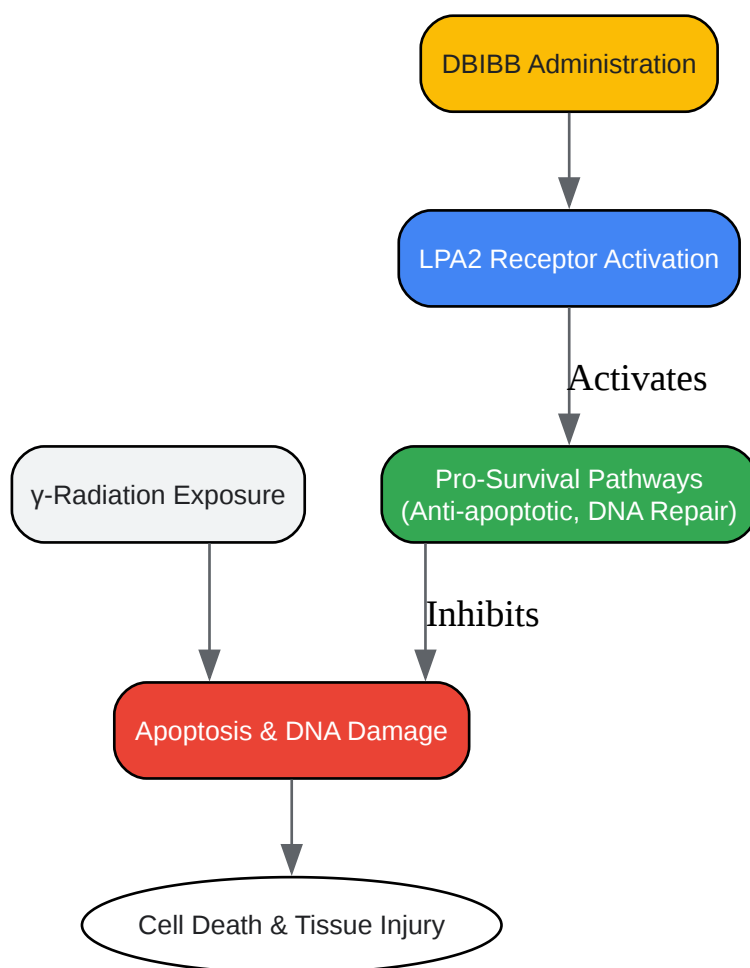 DBIBB Administration
LPA2 Receptor Activation
Activates
γ-Radiation Exposure
Pro-Survival Pathways
(Anti-apoptotic, DNA Repair)
Inhibits
Apoptosis & DNA Damage
Cell Death & Tissue Injury